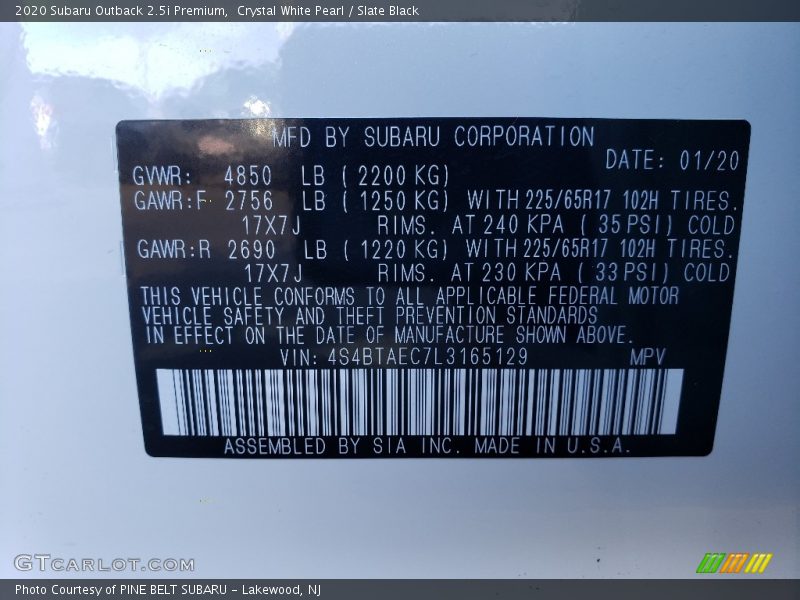 2020 Subaru Outback 2.5i Premium,  Crystal White Pearl / Slate Black
MFD BY SUBARU CORPORATION
DATE: 01/20
GVWR: 4850 LB ( 2200 KG)
GAWR:F 2756 LB ( 1250 KG) WITH 225/65R17 102H TIRES.
17X7J RIMS. AT 240 KPA ( 35 PSI) COLD
GAWR:R 2690 LB ( 1220 KG) WITH 225/65R17 102H TIRES.
17X7J RIMS. AT 230 KPA ( 33 PSI) COLD
THIS VEHICLE CONFORMS TO ALL APPLICABLE FEDERAL MOTOR
VEHICLE SAFETY AND THEFT PREVENTION STANDARDS
IN EFFECT ON THE DATE OF MANUFACTURE SHOWN ABOVE.
VIN: 4S4BTAEC7L3165129 MPV
ASSEMBLED BY SIA INC. MADE IN U.S.A.
GTCARLOT.COM
Photo Courtesy of PINE BELT SUBARU – Lakewood, NJ